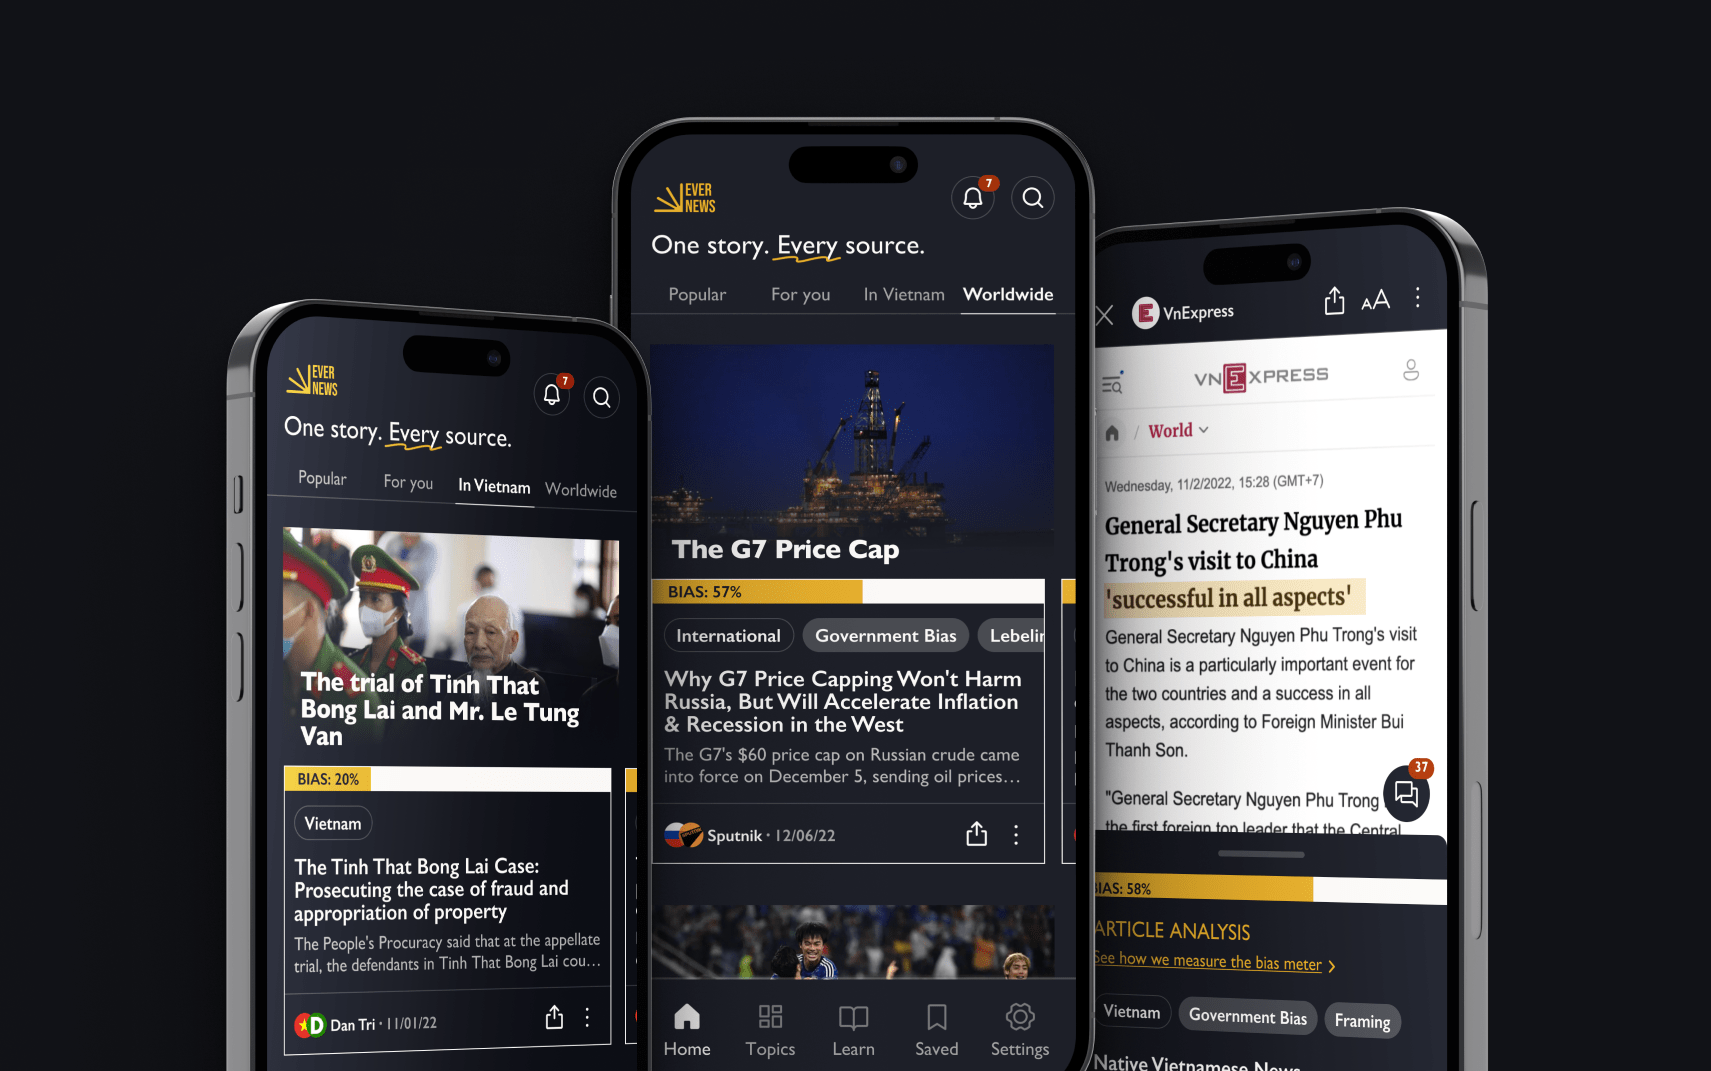 EVER
NEWS
7
One story. Every source.
Popular
For you
In Vietnam
Worldwide
The trial of Tinh That
Bong Lai and Mr. Le Tung
Van
BIAS: 20%
Vietnam
The Tinh That Bong Lai Case:
Prosecuting the case of fraud and
appropriation of property
The People's Procuracy said that at the appellate
trial, the defendants in Tinh That Bong Lai cou…
D
Dan Tri • 11/01/22
EVER
NEWS
7
One story. Every source.
Popular
For you
In Vietnam
Worldwide
The G7 Price Cap
BIAS: 57%
International
Government Bias
Lebelin
Why G7 Price Capping Won't Harm
Russia, But Will Accelerate Inflation
& Recession in the West
The G7's $60 price cap on Russian crude came
into force on December 5, sending oil prices…
SPUTNIK
Sputnik • 12/06/22
Home
Topics
Learn
Saved
Settings
E
VnExpress
AA
VNEXPRESS
/ World
Wednesday, 11/2/2022, 15:28 (GMT+7)
General Secretary Nguyen Phu
Trong's visit to China
'successful in all aspects'
General Secretary Nguyen Phu Trong's visit
to China is a particularly important event for
the two countries and a success in all
aspects, according to Foreign Minister Bui
Thanh Son.
"General Secretary Nguyen Phu Trong
the first foreign top leader that the Central
37
BIAS: 58%
ARTICLE ANALYSIS
See how we measure the bias meter
Vietnam
Government Bias
Framing
Native Vietnamese News